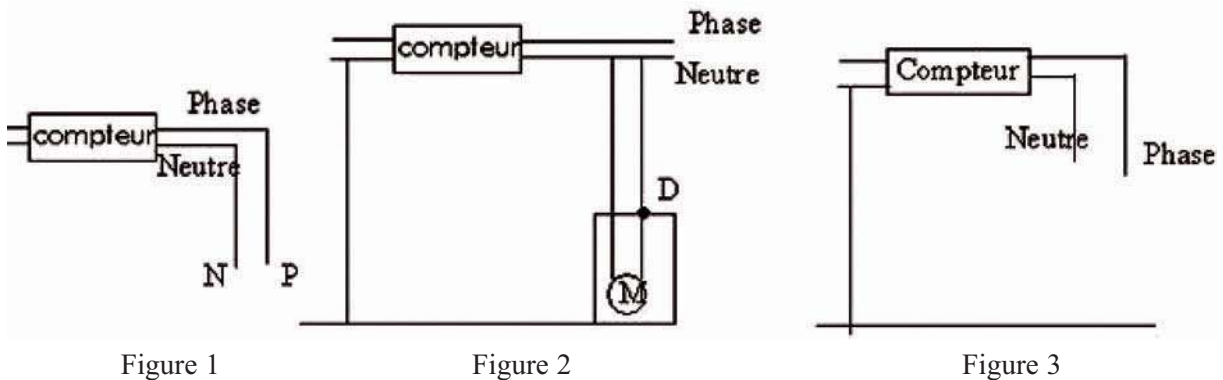 compteur
Phase
Neutre
N P
Figure 1
compteur
Phase
Neutre
D
M
Figure 2
Compteur
Neutre
Phase
Figure 3